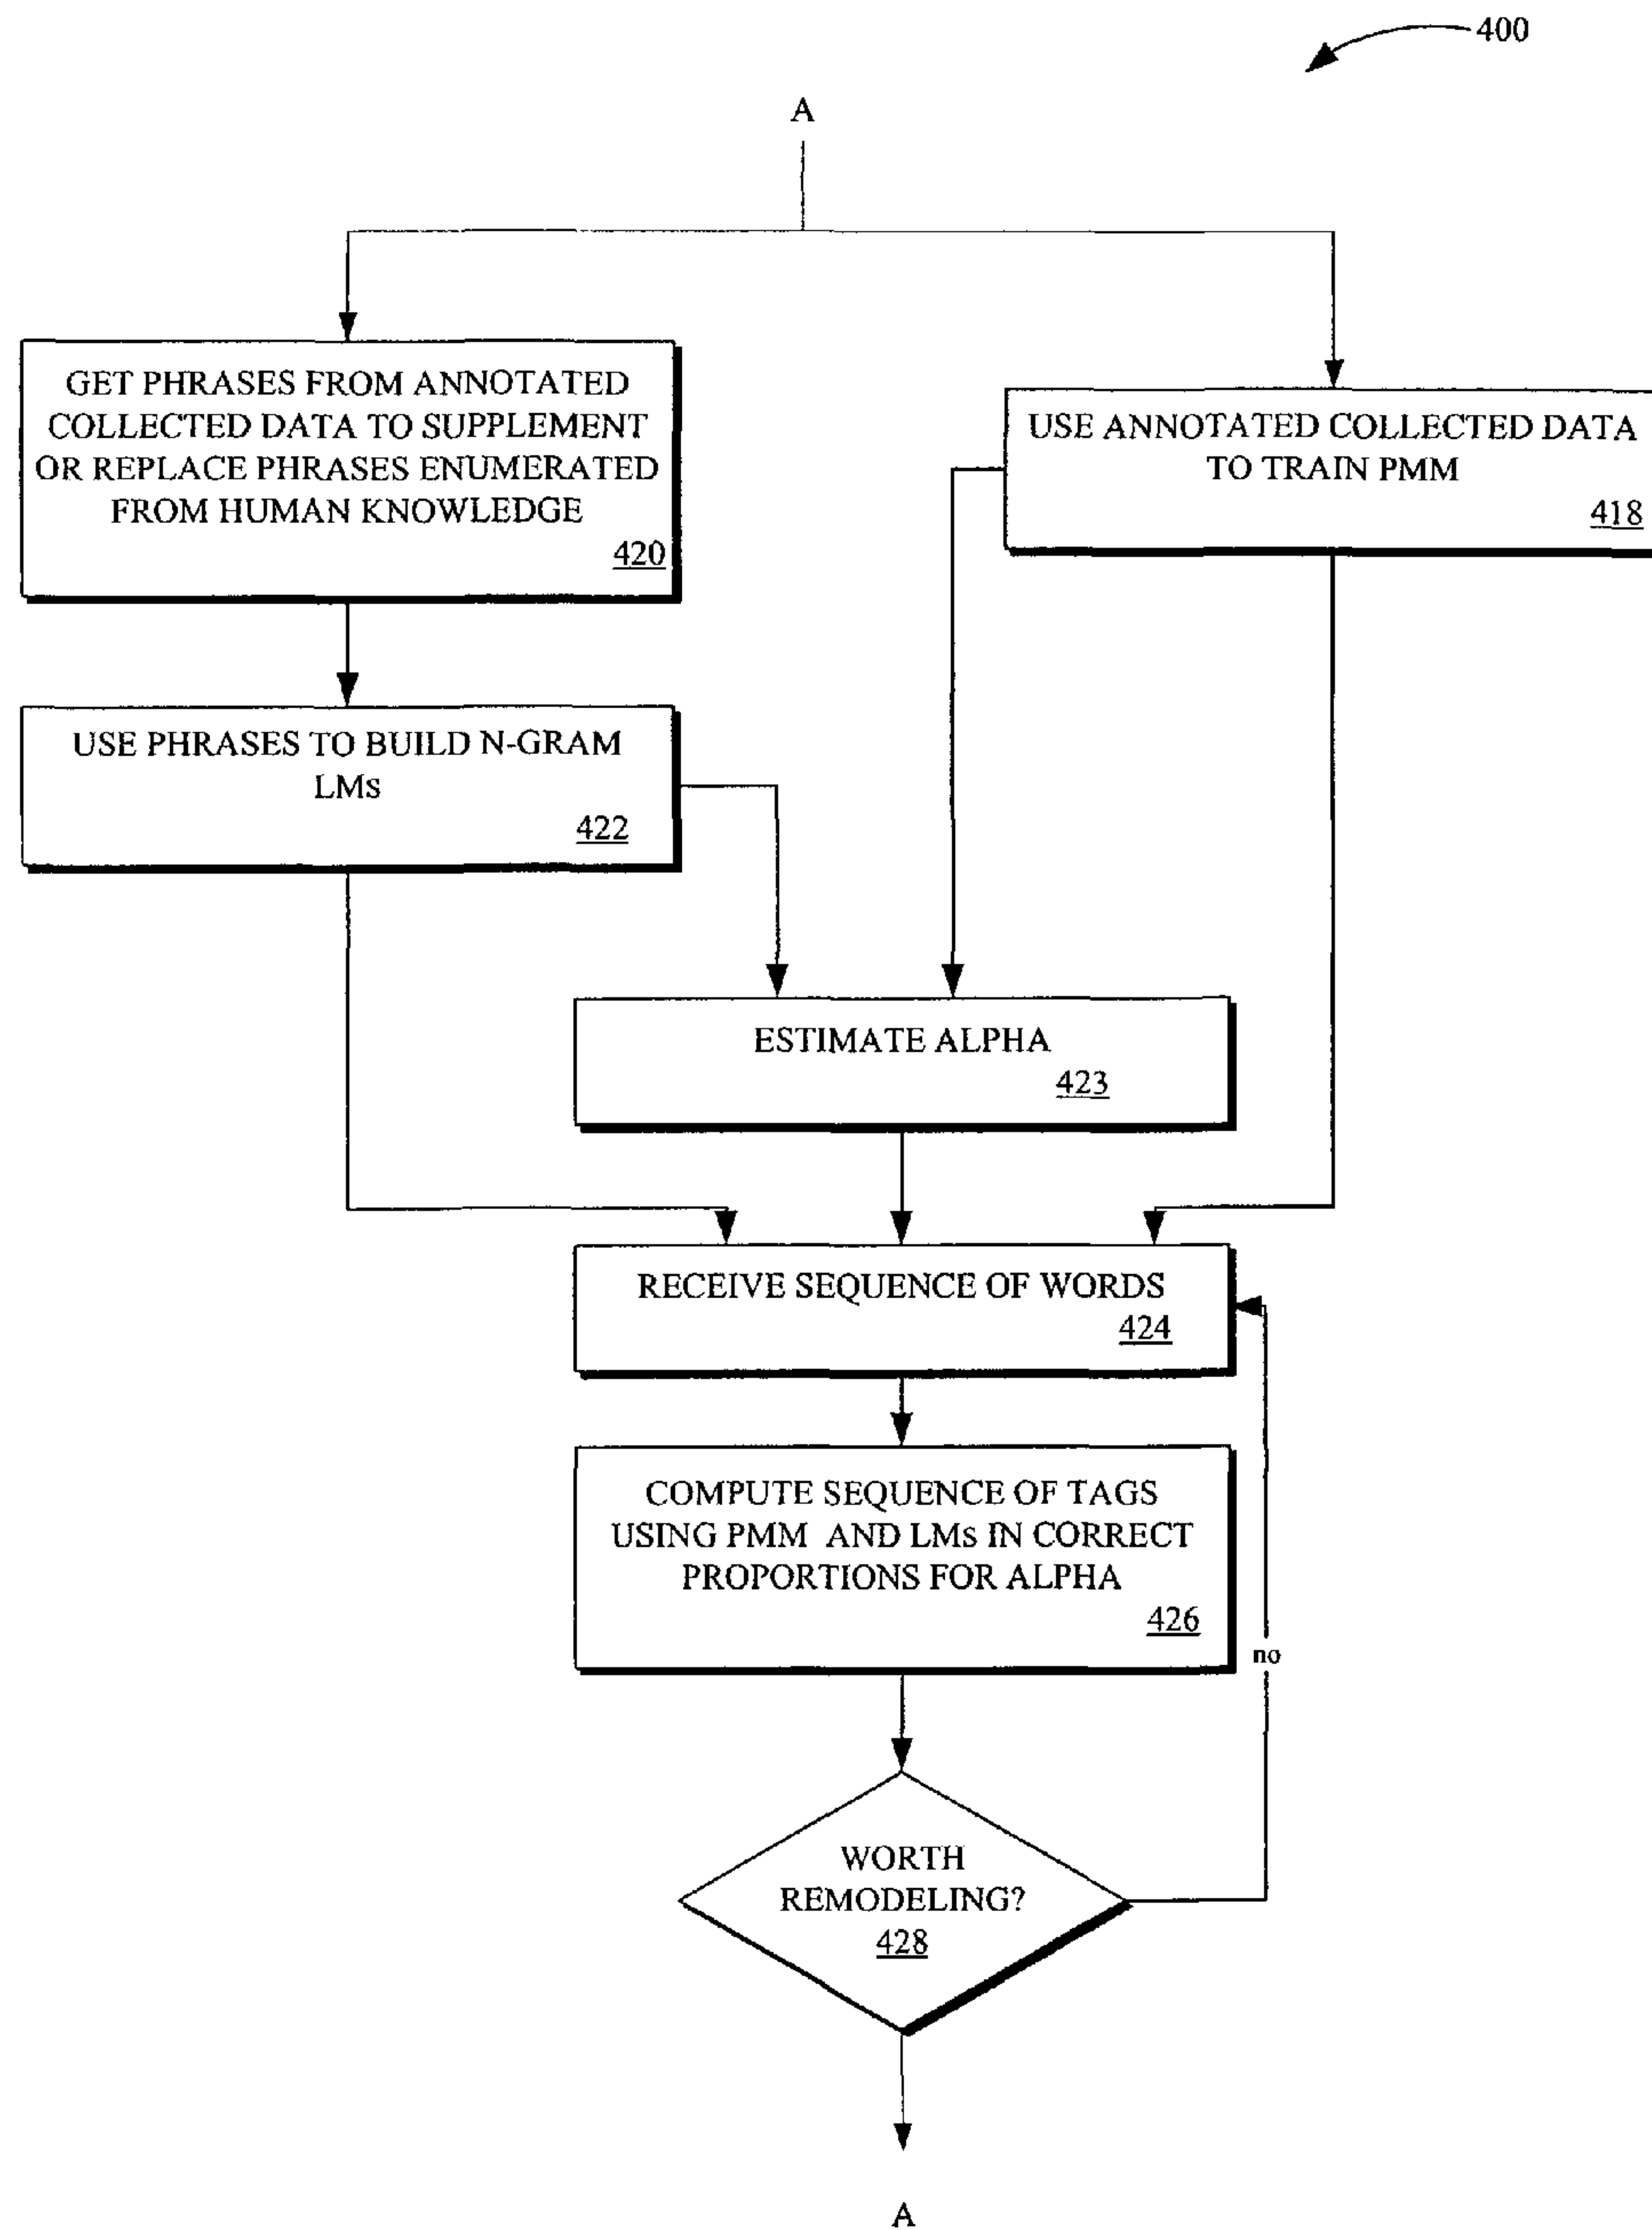 400
A
GET PHRASES FROM ANNOTATED
COLLECTED DATA TO SUPPLEMENT
OR REPLACE PHRASES ENUMERATED
FROM HUMAN KNOWLEDGE
420
USE ANNOTATED COLLECTED DATA
TO TRAIN PMM
418
USE PHRASES TO BUILD N-GRAM
LMs
422
ESTIMATE ALPHA
423
RECEIVE SEQUENCE OF WORDS
424
COMPUTE SEQUENCE OF TAGS
USING PMM AND LMs IN CORRECT
PROPORTIONS FOR ALPHA
426
no
WORTH
REMODELING?
428
A